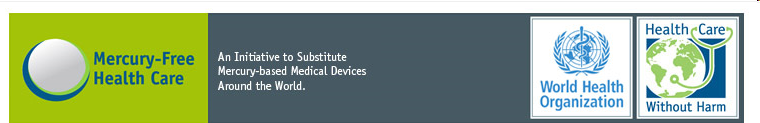 Mercury-Free
Health Care
An Initiative to Substitute
Mercury-based Medical Devices
Around the World.
World Health
Organization
Health Care
Without Harm